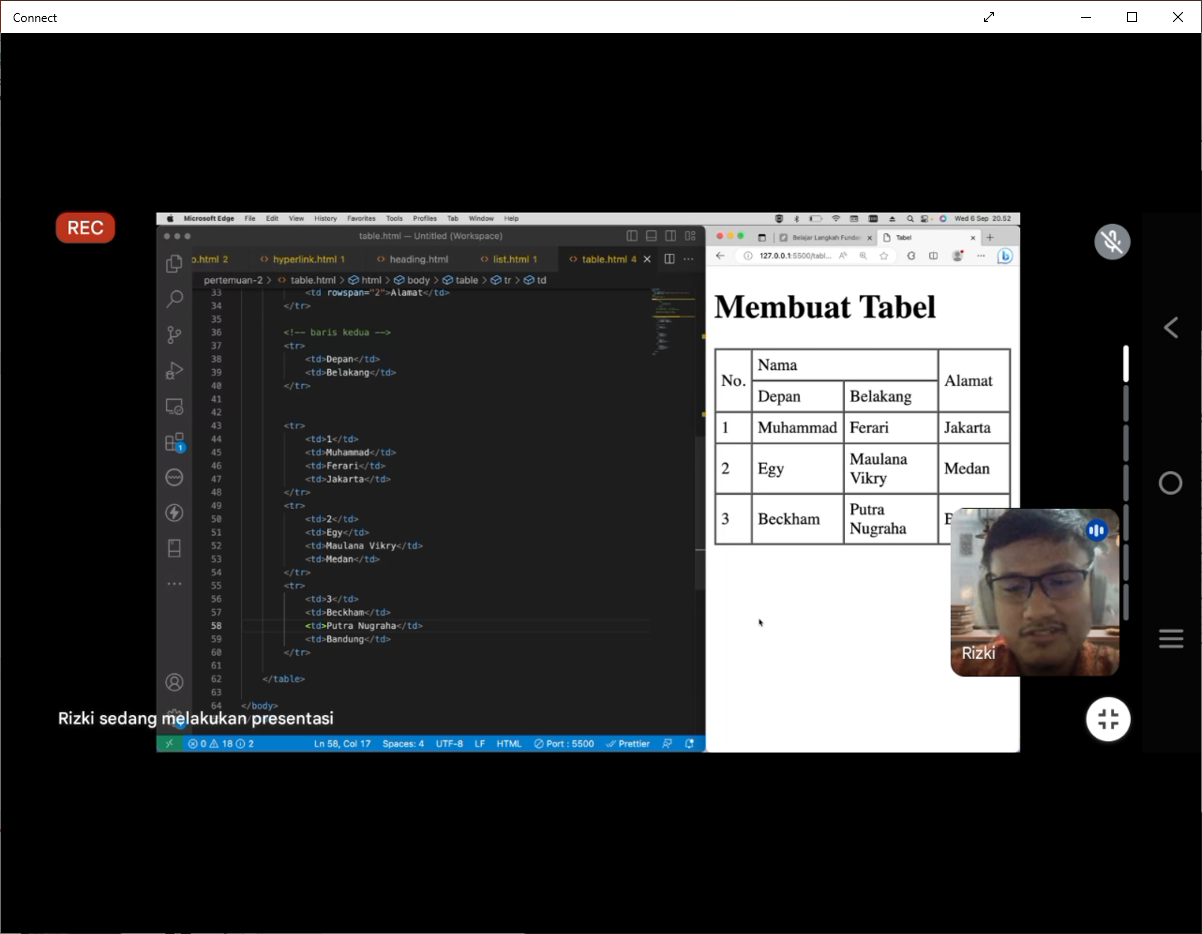 Connect
REC
Microsoft Edge File Edit View History Favorites Tools Profiles Tab Window Help
Wed 6 Sep 20.52
table.html — Untitled (Workspace)
o.html 2 hyperlink.html 1 heading.html list.html 1 table.html 4
pertemuan-2 > table.html > html > body > table > tr > td
33 <td rowspan="2">Alamat</td>
34 </tr>
35
36 <!-- baris kedua -->
37 <tr>
38 <td>Depan</td>
39 <td>Belakang</td>
40 </tr>
41
42
43 <tr>
44 <td>1</td>
45 <td>Muhammad</td>
46 <td>Ferari</td>
47 <td>Jakarta</td>
48 </tr>
49 <tr>
50 <td>2</td>
51 <td>Egy</td>
52 <td>Maulana Vikry</td>
53 <td>Medan</td>
54 </tr>
55 <tr>
56 <td>3</td>
57 <td>Beckham</td>
58 <td>Putra Nugraha</td>
59 <td>Bandung</td>
60 </tr>
61
62 </table>
63
64 </body>
1
Rizki sedang melakukan presentasi
0 18 2 Ln 58, Col 17 Spaces: 4 UTF-8 LF HTML Port : 5500 Prettier
Belajar Langkah Fundar Tabel
127.0.0.1:5500/tabl...
Membuat Tabel
No. Nama Alamat
Depan Belakang
1 Muhammad Ferari Jakarta
2 Egy Maulana Vikry Medan
3 Beckham Putra Nugraha B
Rizki